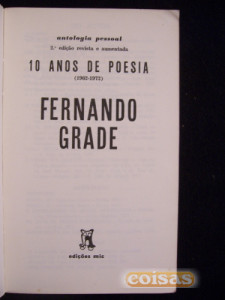 antologia pessoal
2.ª edição revista e aumentada
10 ANOS DE POESIA
(1962-1972)
FERNANDO
GRADE
edições mic
coisas